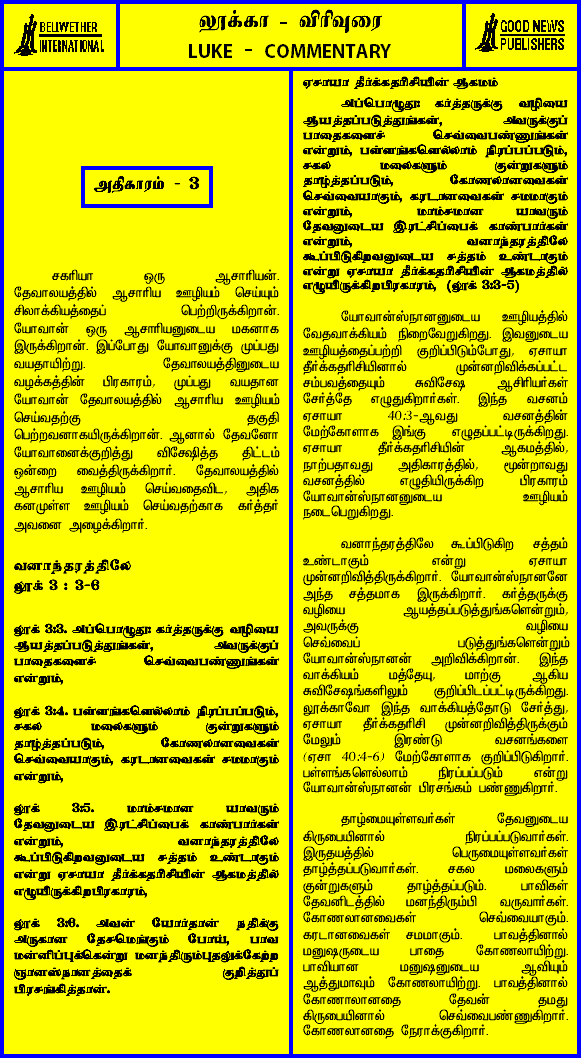 BELLWETHER
INTERNATIONAL
லூக்கா - விரிவுரை
LUKE - COMMENTARY
GOOD NEWS
PUBLISHERS
அதிகாரம் - 3
சகரியா ஒரு ஆசாரியன்.
தேவாலயத்தில் ஆசாரிய ஊழியம் செய்யும்
சிலாக்கியத்தைப் பெற்றிருக்கிறான்.
யோவான் ஒரு ஆசாரியனுடைய மகனாக
இருக்கிறான். இப்போது யோவானுக்கு முப்பது
வயதாயிற்று. தேவாலயத்தினுடைய
வழக்கத்தின் பிரகாரம், முப்பது வயதான
யோவான் தேவாலயத்தில் ஆசாரிய ஊழியம்
செய்வதற்கு தகுதி
பெற்றவனாகயிருக்கிறான். ஆனால் தேவனோ
யோவானைக்குறித்து விசேஷித்த திட்டம்
ஒன்றை வைத்திருக்கிறார். தேவாலயத்தில்
ஆசாரிய ஊழியம் செய்வதைவிட, அதிக
கனமுள்ள ஊழியம் செய்வதற்காக கர்த்தர்
அவனை அழைக்கிறார்.
வனாந்தரத்திலே
லூக் 3 : 3-6
லூக் 3:3. அப்பொழுது: கர்த்தருக்கு வழியை
ஆயத்தப்படுத்துங்கள், அவருக்குப்
பாதைகளைச் செவ்வைபண்ணுங்கள்
என்றும்,
லூக் 3:4. பள்ளங்களெல்லாம் நிரப்பப்படும்,
சகல மலைகளும் குன்றுகளும்
தாழ்த்தப்படும், கோணலானவைகள்
செவ்வையாகும், கரடானவைகள் சமமாகும்
என்றும்,
லூக் 3:5. மாம்சமான யாவரும்
தேவனுடைய இரட்சிப்பைக் காண்பார்கள்
என்றும், வனாந்தரத்திலே
கூப்பிடுகிறவனுடைய சத்தம் உண்டாகும்
என்று ஏசாயா தீர்க்கதரிசியின் ஆகமத்தில்
எழுதியிருக்கிறபிரகாரம்,
லூக் 3:6. அவன் யோர்தான் நதிக்கு
அருகான தேசமெங்கும் போய், பாவ
மன்னிப்புக்கென்று மனந்திரும்புதலுக்கேற்ற
ஞானஸ்நானத்தைக் குறித்துப்
பிரசங்கித்தான்.
ஏசாயா தீர்க்கதரிசியின் ஆகமம்
அப்பொழுது: கர்த்தருக்கு வழியை
ஆயத்தப்படுத்துங்கள், அவருக்குப்
பாதைகளைச் செவ்வைபண்ணுங்கள்
என்றும், பள்ளங்களெல்லாம் நிரப்பப்படும்,
சகல மலைகளும் குன்றுகளும்
தாழ்த்தப்படும், கோணலானவைகள்
செவ்வையாகும், கரடானவைகள் சமமாகும்
என்றும், மாம்சமான யாவரும்
தேவனுடைய இரட்சிப்பைக் காண்பார்கள்
என்றும், வனாந்தரத்திலே
கூப்பிடுகிறவனுடைய சத்தம் உண்டாகும்
என்று ஏசாயா தீர்க்கதரிசியின் ஆகமத்தில்
எழுதியிருக்கிறபிரகாரம், (லூக் 3:3-5)
யோவான்ஸ்நானனுடைய ஊழியத்தில்
வேதவாக்கியம் நிறைவேறுகிறது. இவனுடைய
ஊழியத்தைப்பற்றி குறிப்பிடும்போது, ஏசாயா
தீர்க்கதரிசியினால் முன்னறிவிக்கப்பட்ட
சம்பவத்தையும் சுவிசேஷ ஆசிரியர்கள்
சேர்த்தே எழுதுகிறார்கள். இந்த வசனம்
ஏசாயா 40:3-ஆவது வசனத்தின்
மேற்கோளாக இங்கு எழுதப்பட்டிருக்கிறது.
ஏசாயா தீர்க்கதரிசியின் ஆகமத்தில்,
நாற்பதாவது அதிகாரத்தில், மூன்றாவது
வசனத்தில் எழுதியிருக்கிற பிரகாரம்
யோவான்ஸ்நானனுடைய ஊழியம்
நடைபெறுகிறது.
வனாந்தரத்திலே கூப்பிடுகிற சத்தம்
உண்டாகும் என்று ஏசாயா
முன்னறிவித்திருக்கிறார். யோவான்ஸ்நானனே
அந்த சத்தமாக இருக்கிறார். கர்த்தருக்கு
வழியை ஆயத்தப்படுத்துங்களென்றும்,
அவருக்கு வழியை
செவ்வைப் படுத்துங்களென்றும்
யோவான்ஸ்நானன் அறிவிக்கிறான். இந்த
வாக்கியம் மத்தேயு, மாற்கு ஆகிய
சுவிசேஷங்களிலும் குறிப்பிடப்பட்டிருக்கிறது.
லூக்காவோ இந்த வாக்கியத்தோடு சேர்த்து,
ஏசாயா தீர்க்கதரிசி முன்னறிவித்திருக்கும்
மேலும் இரண்டு வசனங்களை
(ஏசா 40:4-6) மேற்கோளாக குறிப்பிடுகிறார்.
பள்ளங்களெல்லாம் நிரப்பப்படும் என்று
யோவான்ஸ்நானன் பிரசங்கம் பண்ணுகிறார்.
தாழ்மையுள்ளவர்கள் தேவனுடைய
கிருபையினால் நிரப்பப்படுவார்கள்.
இருதயத்தில் பெருமையுள்ளவர்கள்
தாழ்த்தப்படுவார்கள். சகல மலைகளும்
குன்றுகளும் தாழ்த்தப்படும். பாவிகள்
தேவனிடத்தில் மனந்திரும்பி வருவார்கள்.
கோணலானவைகள் செவ்வையாகும்.
கரடானவைகள் சமமாகும். பாவத்தினால்
மனுஷருடைய பாதை கோணலாயிற்று.
பாவியான மனுஷனுடைய ஆவியும்
ஆத்துமாவும் கோணலாயிற்று. பாவத்தினால்
கோணாலானதை தேவன் தமது
கிருபையினால் செவ்வைபண்ணுகிறார்.
கோணலானதை நேராக்குகிறார்.